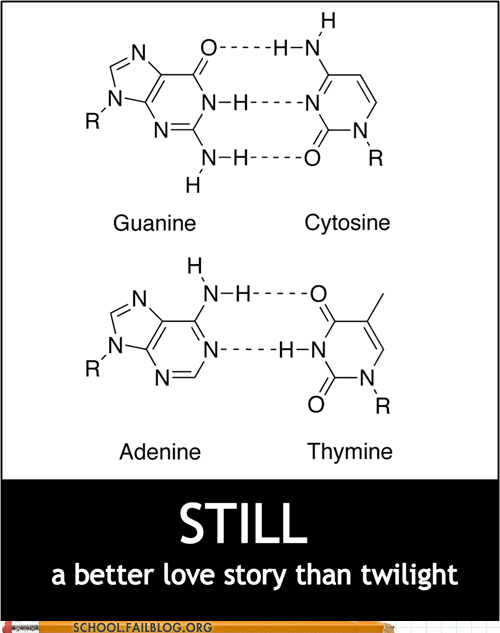 H
N
O
H
N
N
H
N
R
N
N
N
H
O
R
H
Guanine
Cytosine
H
N
N
H
O
N
N
H
N
R
N
O
N
R
Adenine
Thymine
STILL
a better love story than twilight
SCHOOL.FAILBLOG.ORG